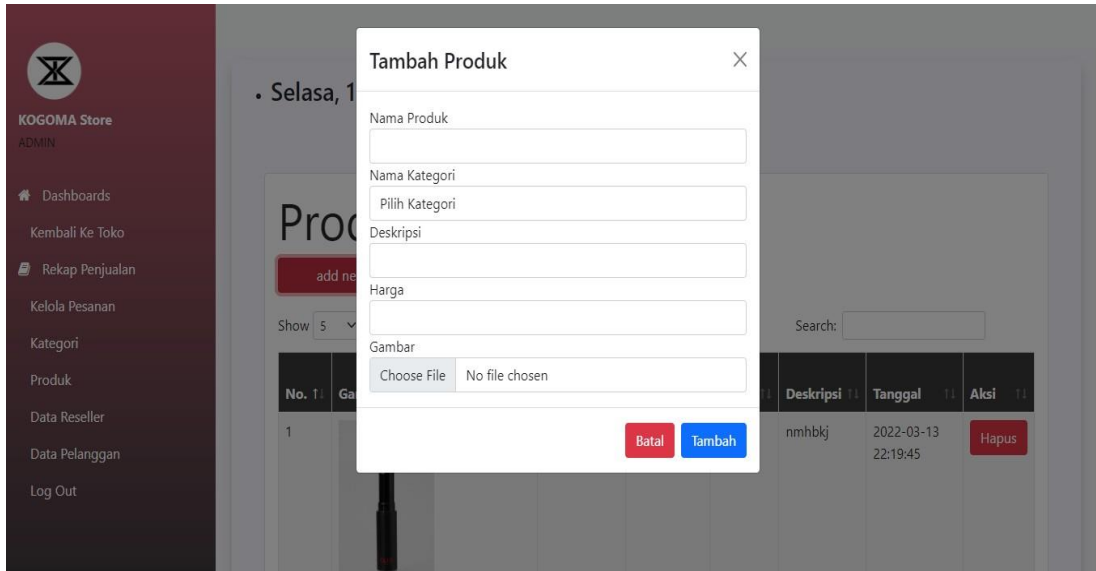 KOGOMA Store
ADMIN
Dashboards
Kembali Ke Toko
Rekap Penjualan
Kelola Pesanan
Kategori
Produk
Data Reseller
Data Pelanggan
Log Out
• Selasa, 1
Tambah Produk
Nama Produk
Nama Kategori
Pilih Kategori
Deskripsi
Harga
Gambar
Choose File No file chosen
Batal Tambah
add ne
Show 5
Search:
No. Deskripsi Tanggal Aksi
1 nmhbkj 2022-03-13 Hapus
22:19:45